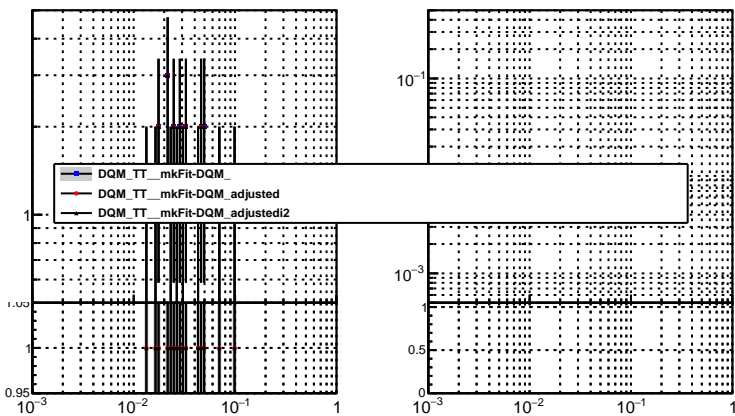 10⁻¹
DQM_TT__mkFit-DQM_
DQM_TT__mkFit-DQM_adjusted
DQM_TT__mkFit-DQM_adjustedi2
1
10⁻³
1.05
1
1
0.5
0.95
0
10⁻³ 10⁻² 10⁻¹ 1
10⁻³ 10⁻² 10⁻¹ 1